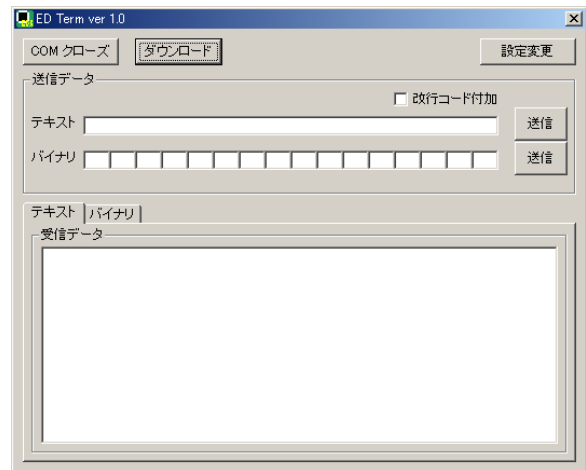 ED Term ver 1.0
COM クローズ ダウンロード 設定変更
送信データ
改行コード付加
テキスト 送信
バイナリ 送信
テキスト バイナリ
受信データ